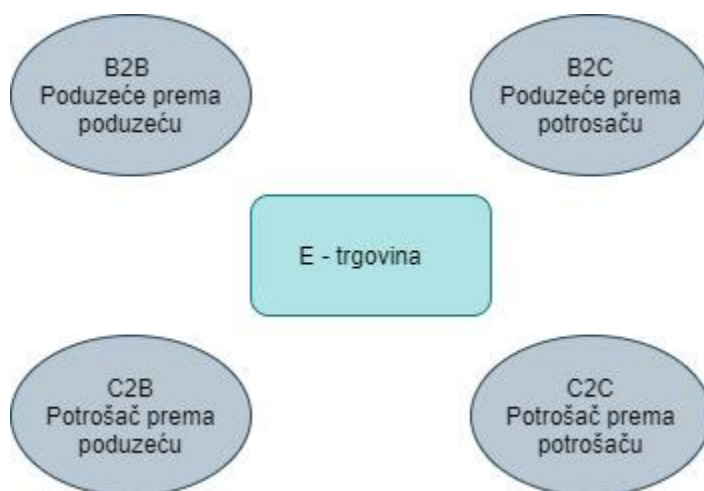 B2B
Poduzeće prema
poduzeću
B2C
Poduzeće prema
potrosaču
E - trgovina
C2B
Potrošač prema
poduzeću
C2C
Potrošač prema
potrošaču